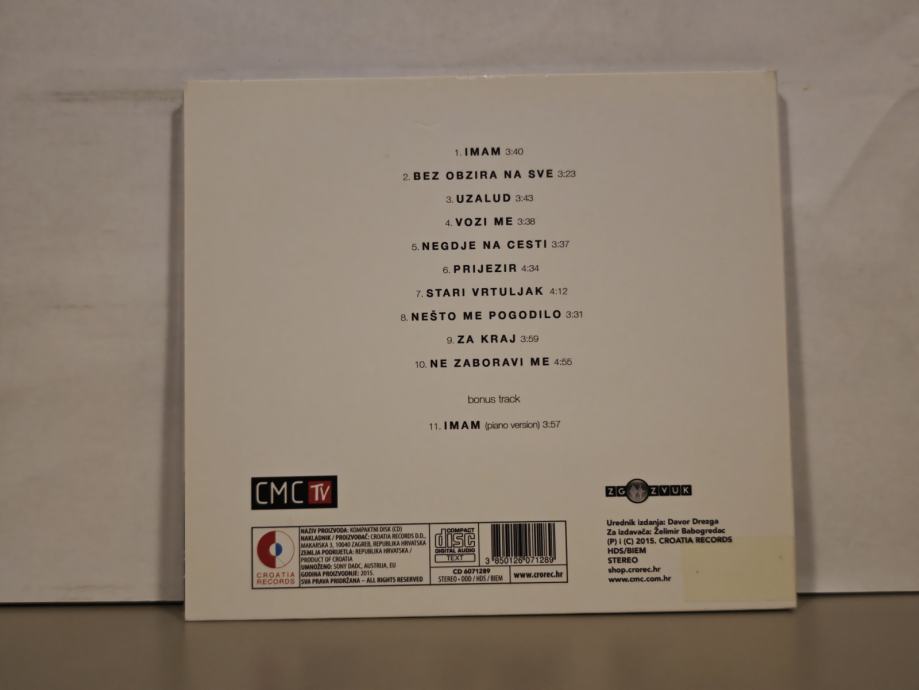 1. IMAM 3:40
2. BEZ OBZIRA NA SVE 3:23
3. UZALUD 3:43
4. VOZI ME 3:38
5. NEGDJE NA CESTI 3:37
6. PRIJEZIR 4:34
7. STARI VRTULJAK 4:12
8. NEŠTO ME POGODILO 3:31
9. ZA KRAJ 3:59
10. NE ZABORAVI ME 4:55
bonus track
11. IMAM (piano version) 3:57
CMC TV
CROATIA RECORDS
NAZIV PROIZVODA: KOMPAKTNI DISK (CD)
NAKLADNIK / PROIZVOĐAČ: CROATIA RECORDS D.D.,
MAKARSKA 3, 10040 ZAGREB, REPUBLIKA HRVATSKA
ZEMLJA PODRIJETLA: REPUBLIKA HRVATSKA /
PRODUCT OF CROATIA
UMNOŽENO: SONY DADC, AUSTRIJA, EU
GODINA PROIZVODNJE: 2015.
SVA PRAVA PRIDRŽANA – ALL RIGHTS RESERVED
COMPACT
disc
DIGITAL AUDIO
TEXT
3 850126 071289
CD 6071289
STEREO • DDD / HDS / BIEM
www.crorec.hr
ZG ZVUK
Urednik izdanja: Davor Drezga
Za izdavača: Želimir Babogredac
(P) i (C) 2015. CROATIA RECORDS
HDS/BIEM
STEREO
shop.crorec.hr
www.cmc.com.hr